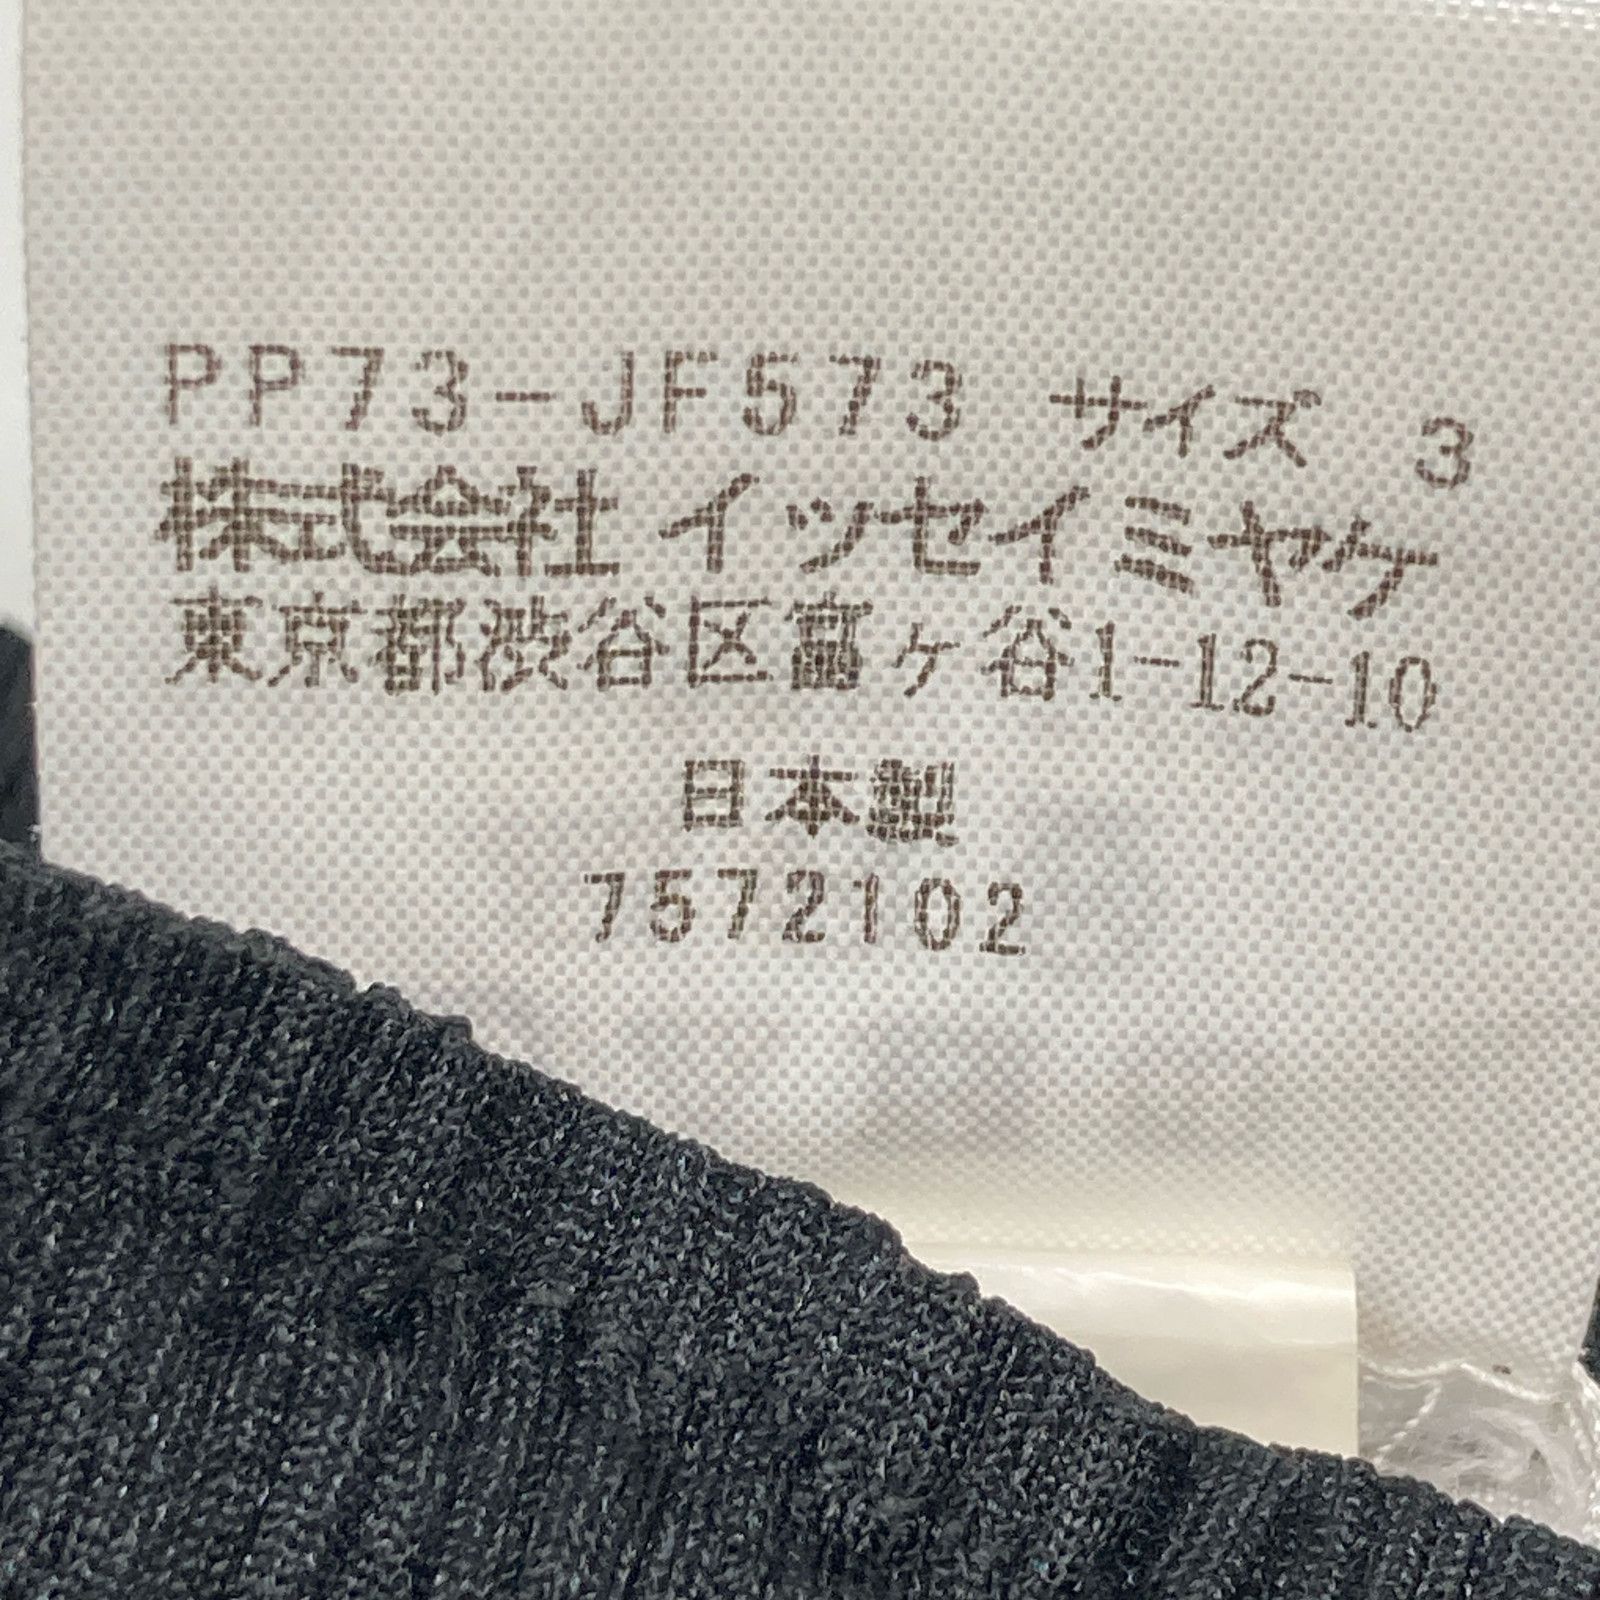 PP73-JF573 サイズ 3
株式会社 イッセイミヤケ
東京都渋谷区富ヶ谷1-12-10
日本製
7572102